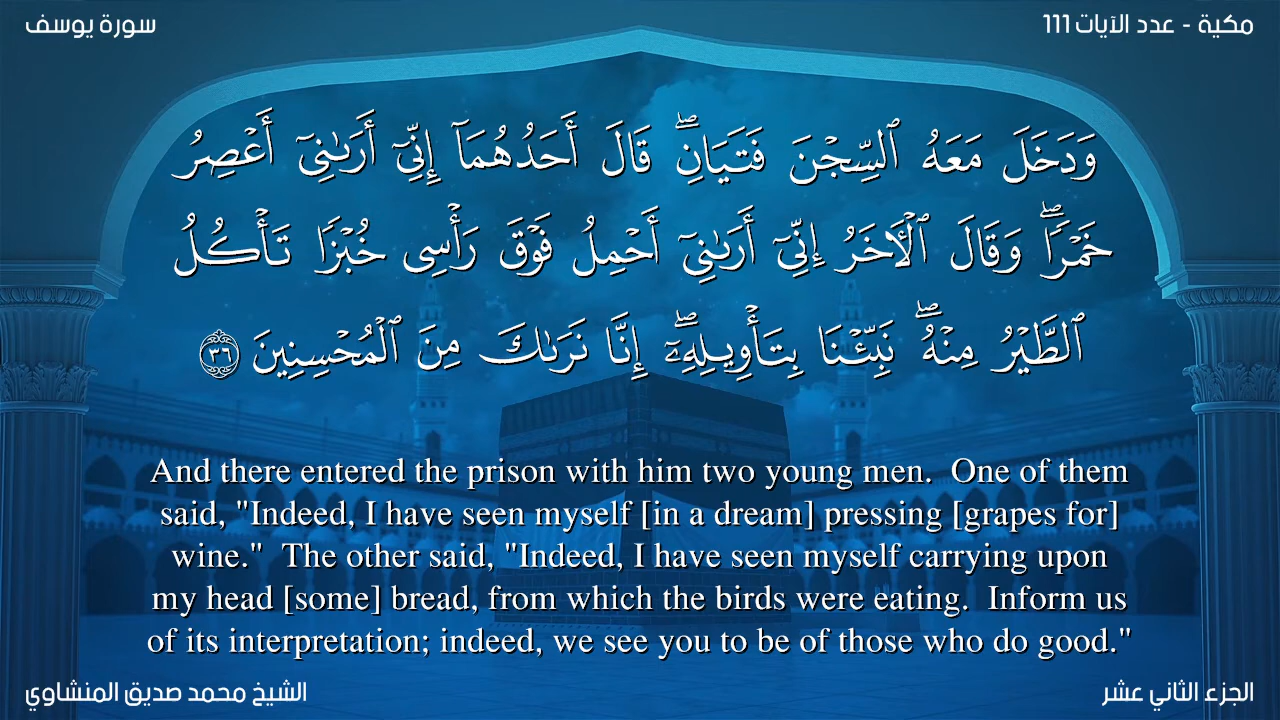 سورة يوسف
مكية - عدد الآيات 111
وَدَخَلَ مَعَهُ ٱلسِّجْنَ فَتَيَانِۖ قَالَ أَحَدُهُمَآ إِنِّىٓ أَرَىٰنِىٓ أَعْصِرُ
خَمْرًاۖ وَقَالَ ٱلْأَخَرُ إِنِّىٓ أَرَىٰنِىٓ أَحْمِلُ فَوْقَ رَأْسِى خُبْزًا تَأْكُلُ
ٱلطَّيْرُ مِنْهُۖ نَبِّئْنَا بِتَأْوِيلِهِۦٓۖ إِنَّا نَرَىٰكَ مِنَ ٱلْمُحْسِنِينَ ٣٦
And there entered the prison with him two young men.  One of them
said, "Indeed, I have seen myself [in a dream] pressing [grapes for]
wine."  The other said, "Indeed, I have seen myself carrying upon
my head [some] bread, from which the birds were eating.  Inform us
of its interpretation; indeed, we see you to be of those who do good."
الشيخ محمد صديق المنشاوي
الجزء الثاني عشر